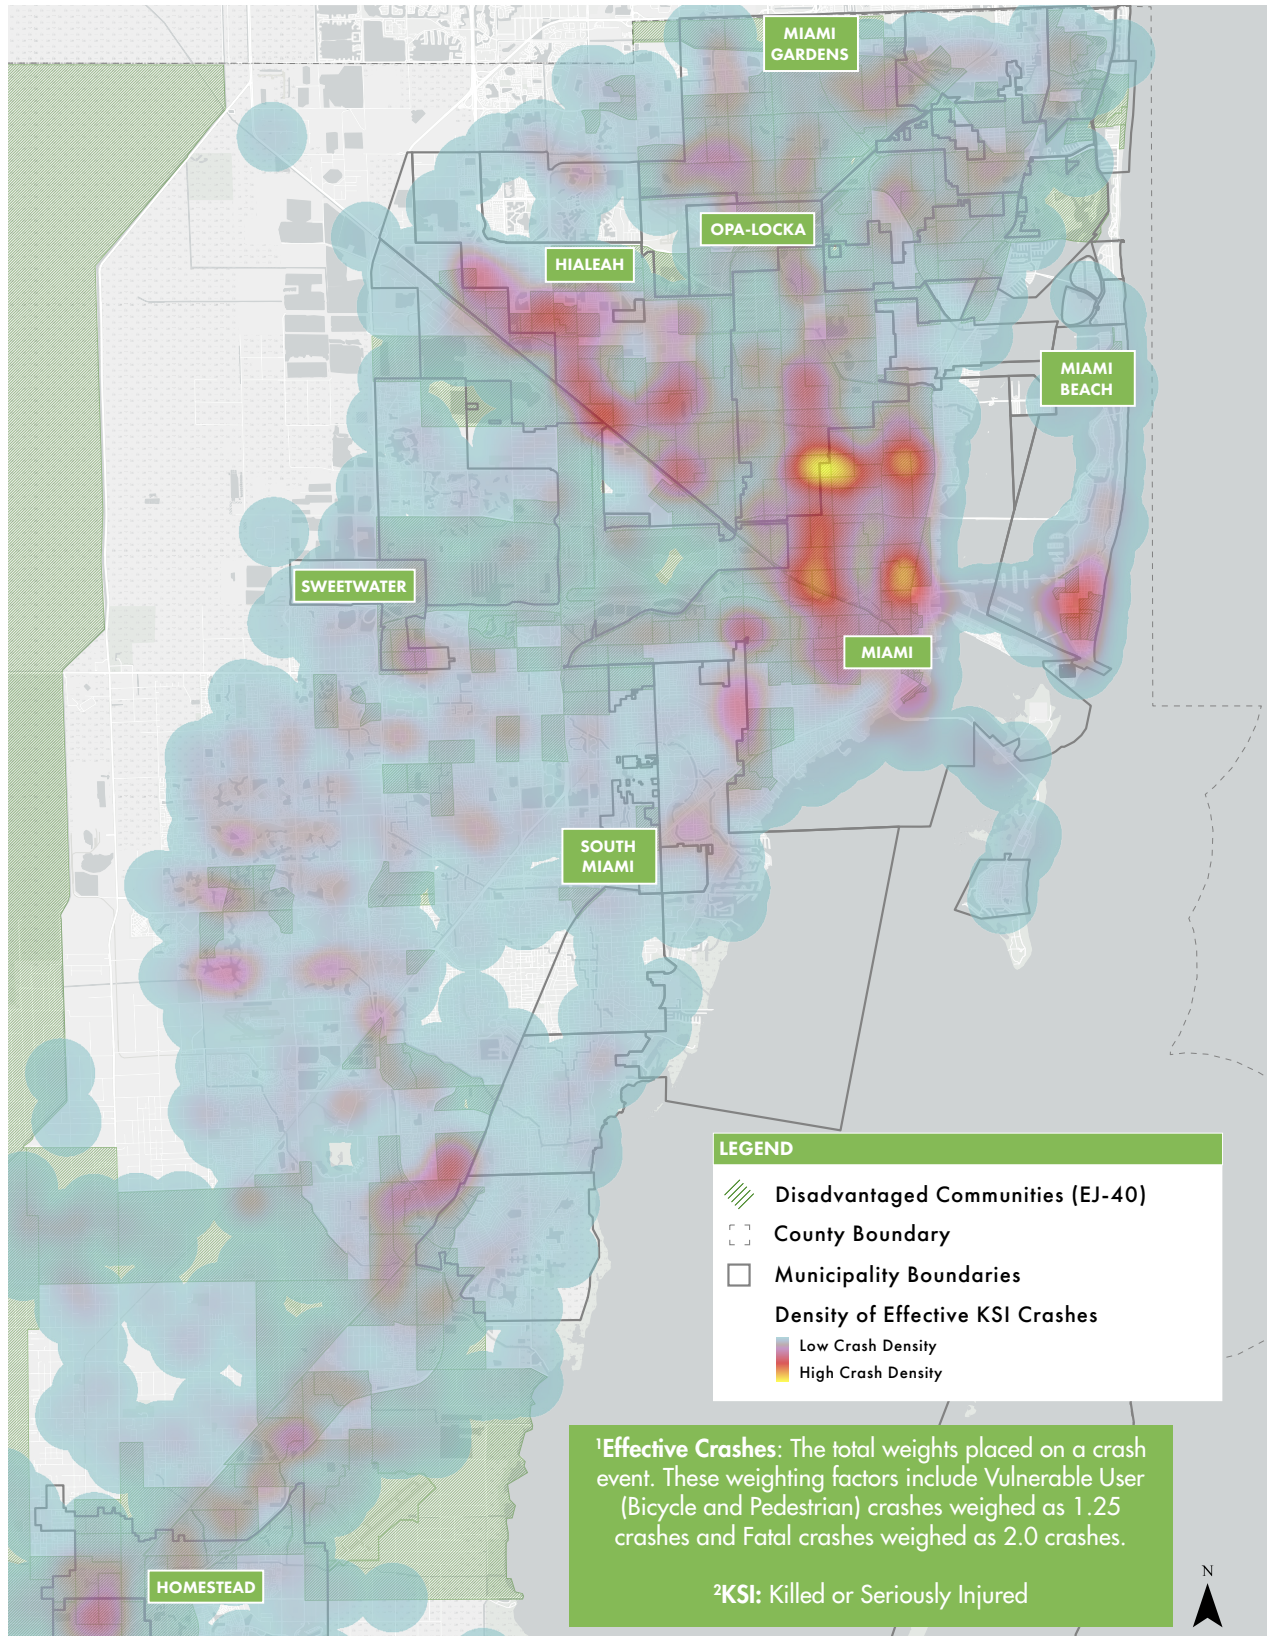 MIAMI
GARDENS
OPA-LOCKA
HIALEAH
MIAMI
BEACH
SWEETWATER
MIAMI
SOUTH
MIAMI
LEGEND
Disadvantaged Communities (EJ-40)
County Boundary
Municipality Boundaries
Density of Effective KSI Crashes
Low Crash Density
High Crash Density
¹Effective Crashes: The total weights placed on a crash
event. These weighting factors include Vulnerable User
(Bicycle and Pedestrian) crashes weighed as 1.25
crashes and Fatal crashes weighed as 2.0 crashes.
²KSI: Killed or Seriously Injured
N
HOMESTEAD